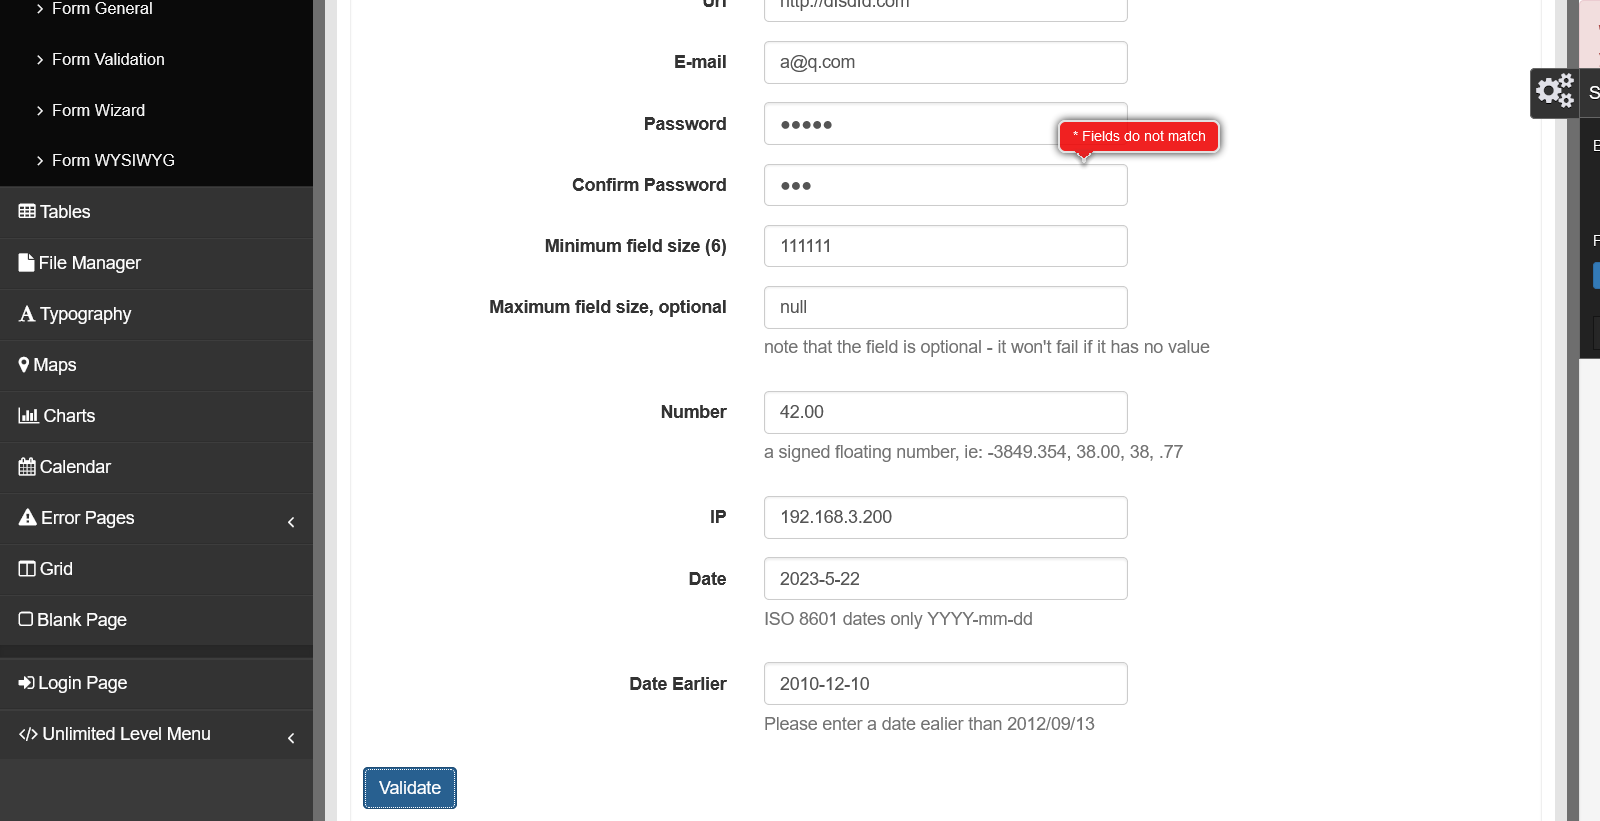 Form General
Form Validation
Form Wizard
Form WYSIWYG
Tables
File Manager
Typography
Maps
Charts
Calendar
Error Pages
Grid
Blank Page
Login Page
Unlimited Level Menu
Url
E-mail
a@q.com
Password
●●●●●
* Fields do not match
Confirm Password
●●●
Minimum field size (6)
111111
Maximum field size, optional
null
note that the field is optional - it won't fail if it has no value
Number
42.00
a signed floating number, ie: -3849.354, 38.00, 38, .77
IP
192.168.3.200
Date
2023-5-22
ISO 8601 dates only YYYY-mm-dd
Date Earlier
2010-12-10
Please enter a date ealier than 2012/09/13
Validate